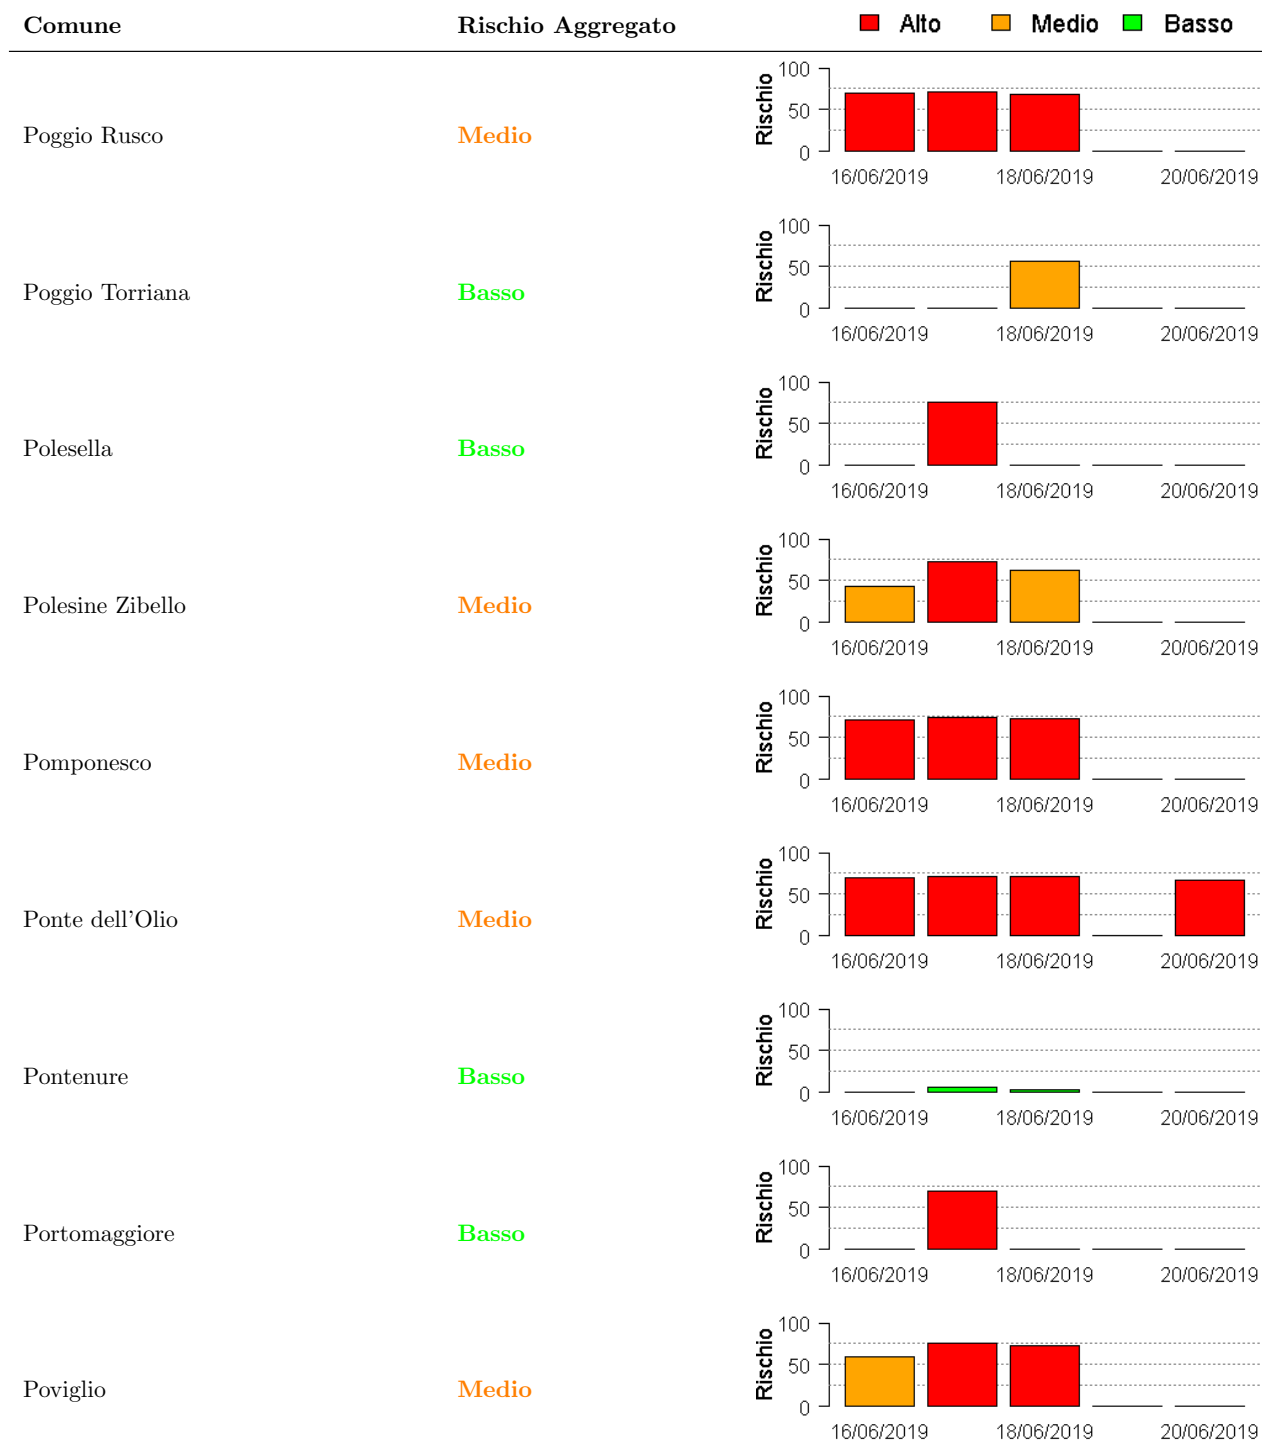 Comune Rischio Aggregato Alto Medio Basso
Poggio Rusco Medio Rischio 100 50 0
16/06/2019 18/06/2019 20/06/2019
Poggio Torriana Basso Rischio 100 50 0
16/06/2019 18/06/2019 20/06/2019
Polesella Basso Rischio 100 50 0
16/06/2019 18/06/2019 20/06/2019
Polesine Zibello Medio Rischio 100 50 0
16/06/2019 18/06/2019 20/06/2019
Pomponesco Medio Rischio 100 50 0
16/06/2019 18/06/2019 20/06/2019
Ponte dell'Olio Medio Rischio 100 50 0
16/06/2019 18/06/2019 20/06/2019
Pontenure Basso Rischio 100 50 0
16/06/2019 18/06/2019 20/06/2019
Portomaggiore Basso Rischio 100 50 0
16/06/2019 18/06/2019 20/06/2019
Poviglio Medio Rischio 100 50 0
16/06/2019 18/06/2019 20/06/2019